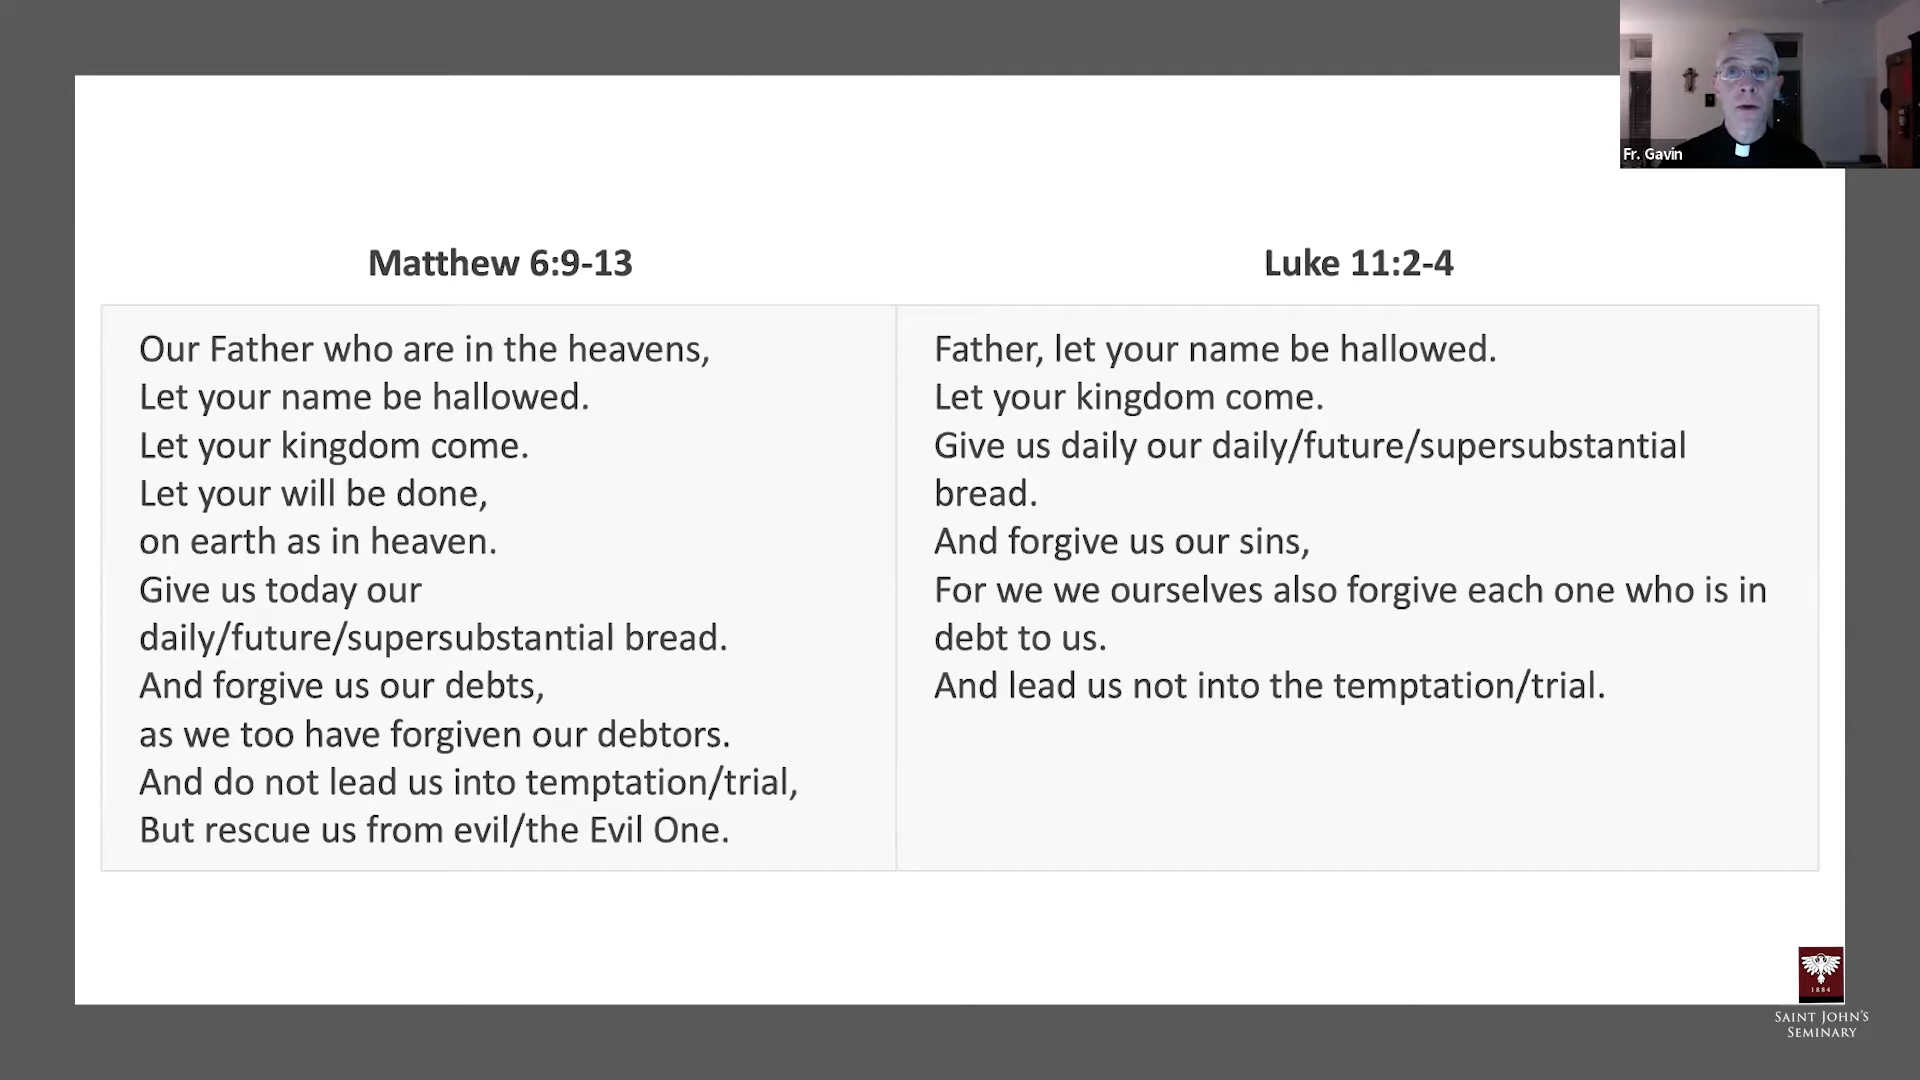 Fr. Gavin
Matthew 6:9-13
Luke 11:2-4
Our Father who are in the heavens,
Let your name be hallowed.
Let your kingdom come.
Let your will be done,
on earth as in heaven.
Give us today our
daily/future/supersubstantial bread.
And forgive us our debts,
as we too have forgiven our debtors.
And do not lead us into temptation/trial,
But rescue us from evil/the Evil One.
Father, let your name be hallowed.
Let your kingdom come.
Give us daily our daily/future/supersubstantial
bread.
And forgive us our sins,
For we we ourselves also forgive each one who is in
debt to us.
And lead us not into the temptation/trial.
1884
SAINT JOHN'S
SEMINARY